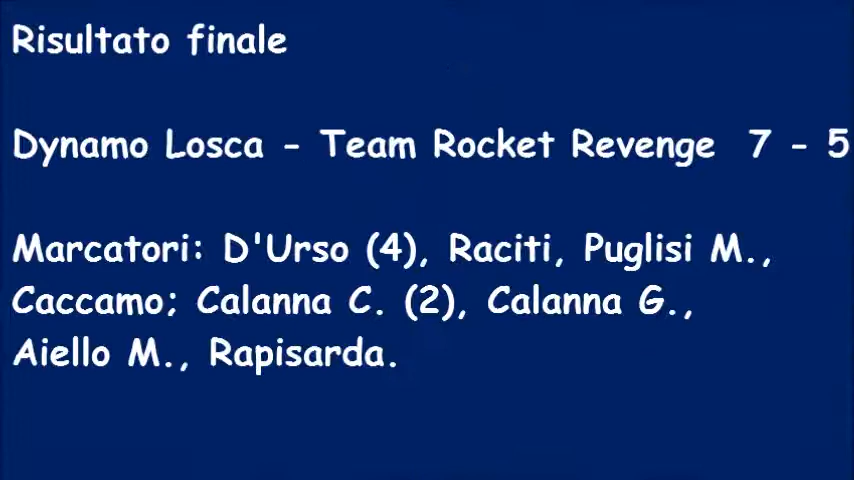 Risultato finale
Dynamo Losca - Team Rocket Revenge 7 - 5
Marcatori: D'Urso (4), Raciti, Puglisi M.,
Caccamo; Calanna C. (2), Calanna G.,
Aiello M., Rapisarda.